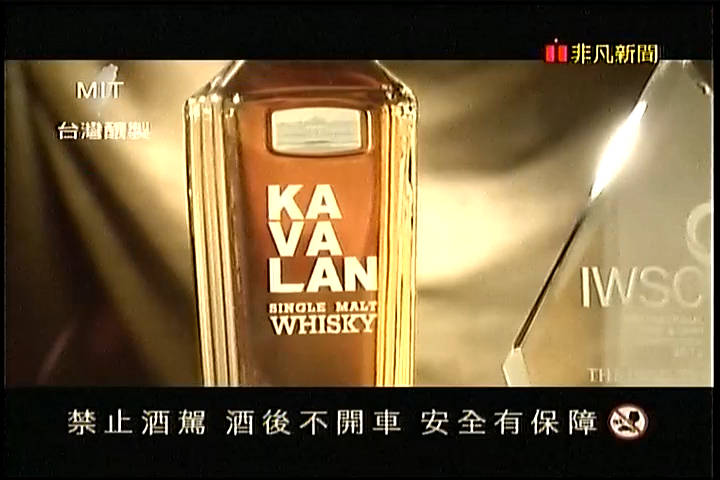 非凡新聞
MIT
台灣釀製
KA
VA
LAN
SINGLE MALT
WHISKY
IWSC
禁止酒駕 酒後不開車 安全有保障